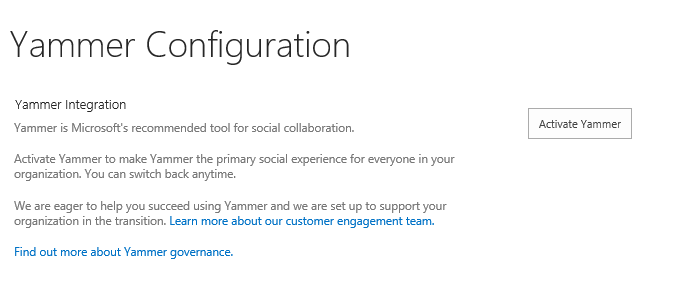 Yammer Configuration
Yammer Integration
Yammer is Microsoft's recommended tool for social collaboration.
Activate Yammer
Activate Yammer to make Yammer the primary social experience for everyone in your
organization. You can switch back anytime.
We are eager to help you succeed using Yammer and we are set up to support your
organization in the transition. Learn more about our customer engagement team.
Find out more about Yammer governance.